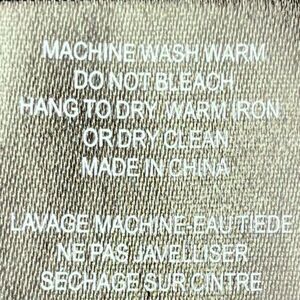 MACHINE WASH WARM
DO NOT BLEACH
HANG TO DRY, WARM IRON,
OR DRY CLEAN
MADE IN CHINA
LAVAGE MACHINE-EAU TIEDE
NE PAS JAVELLISER
SECHAGE SUR CINTRE